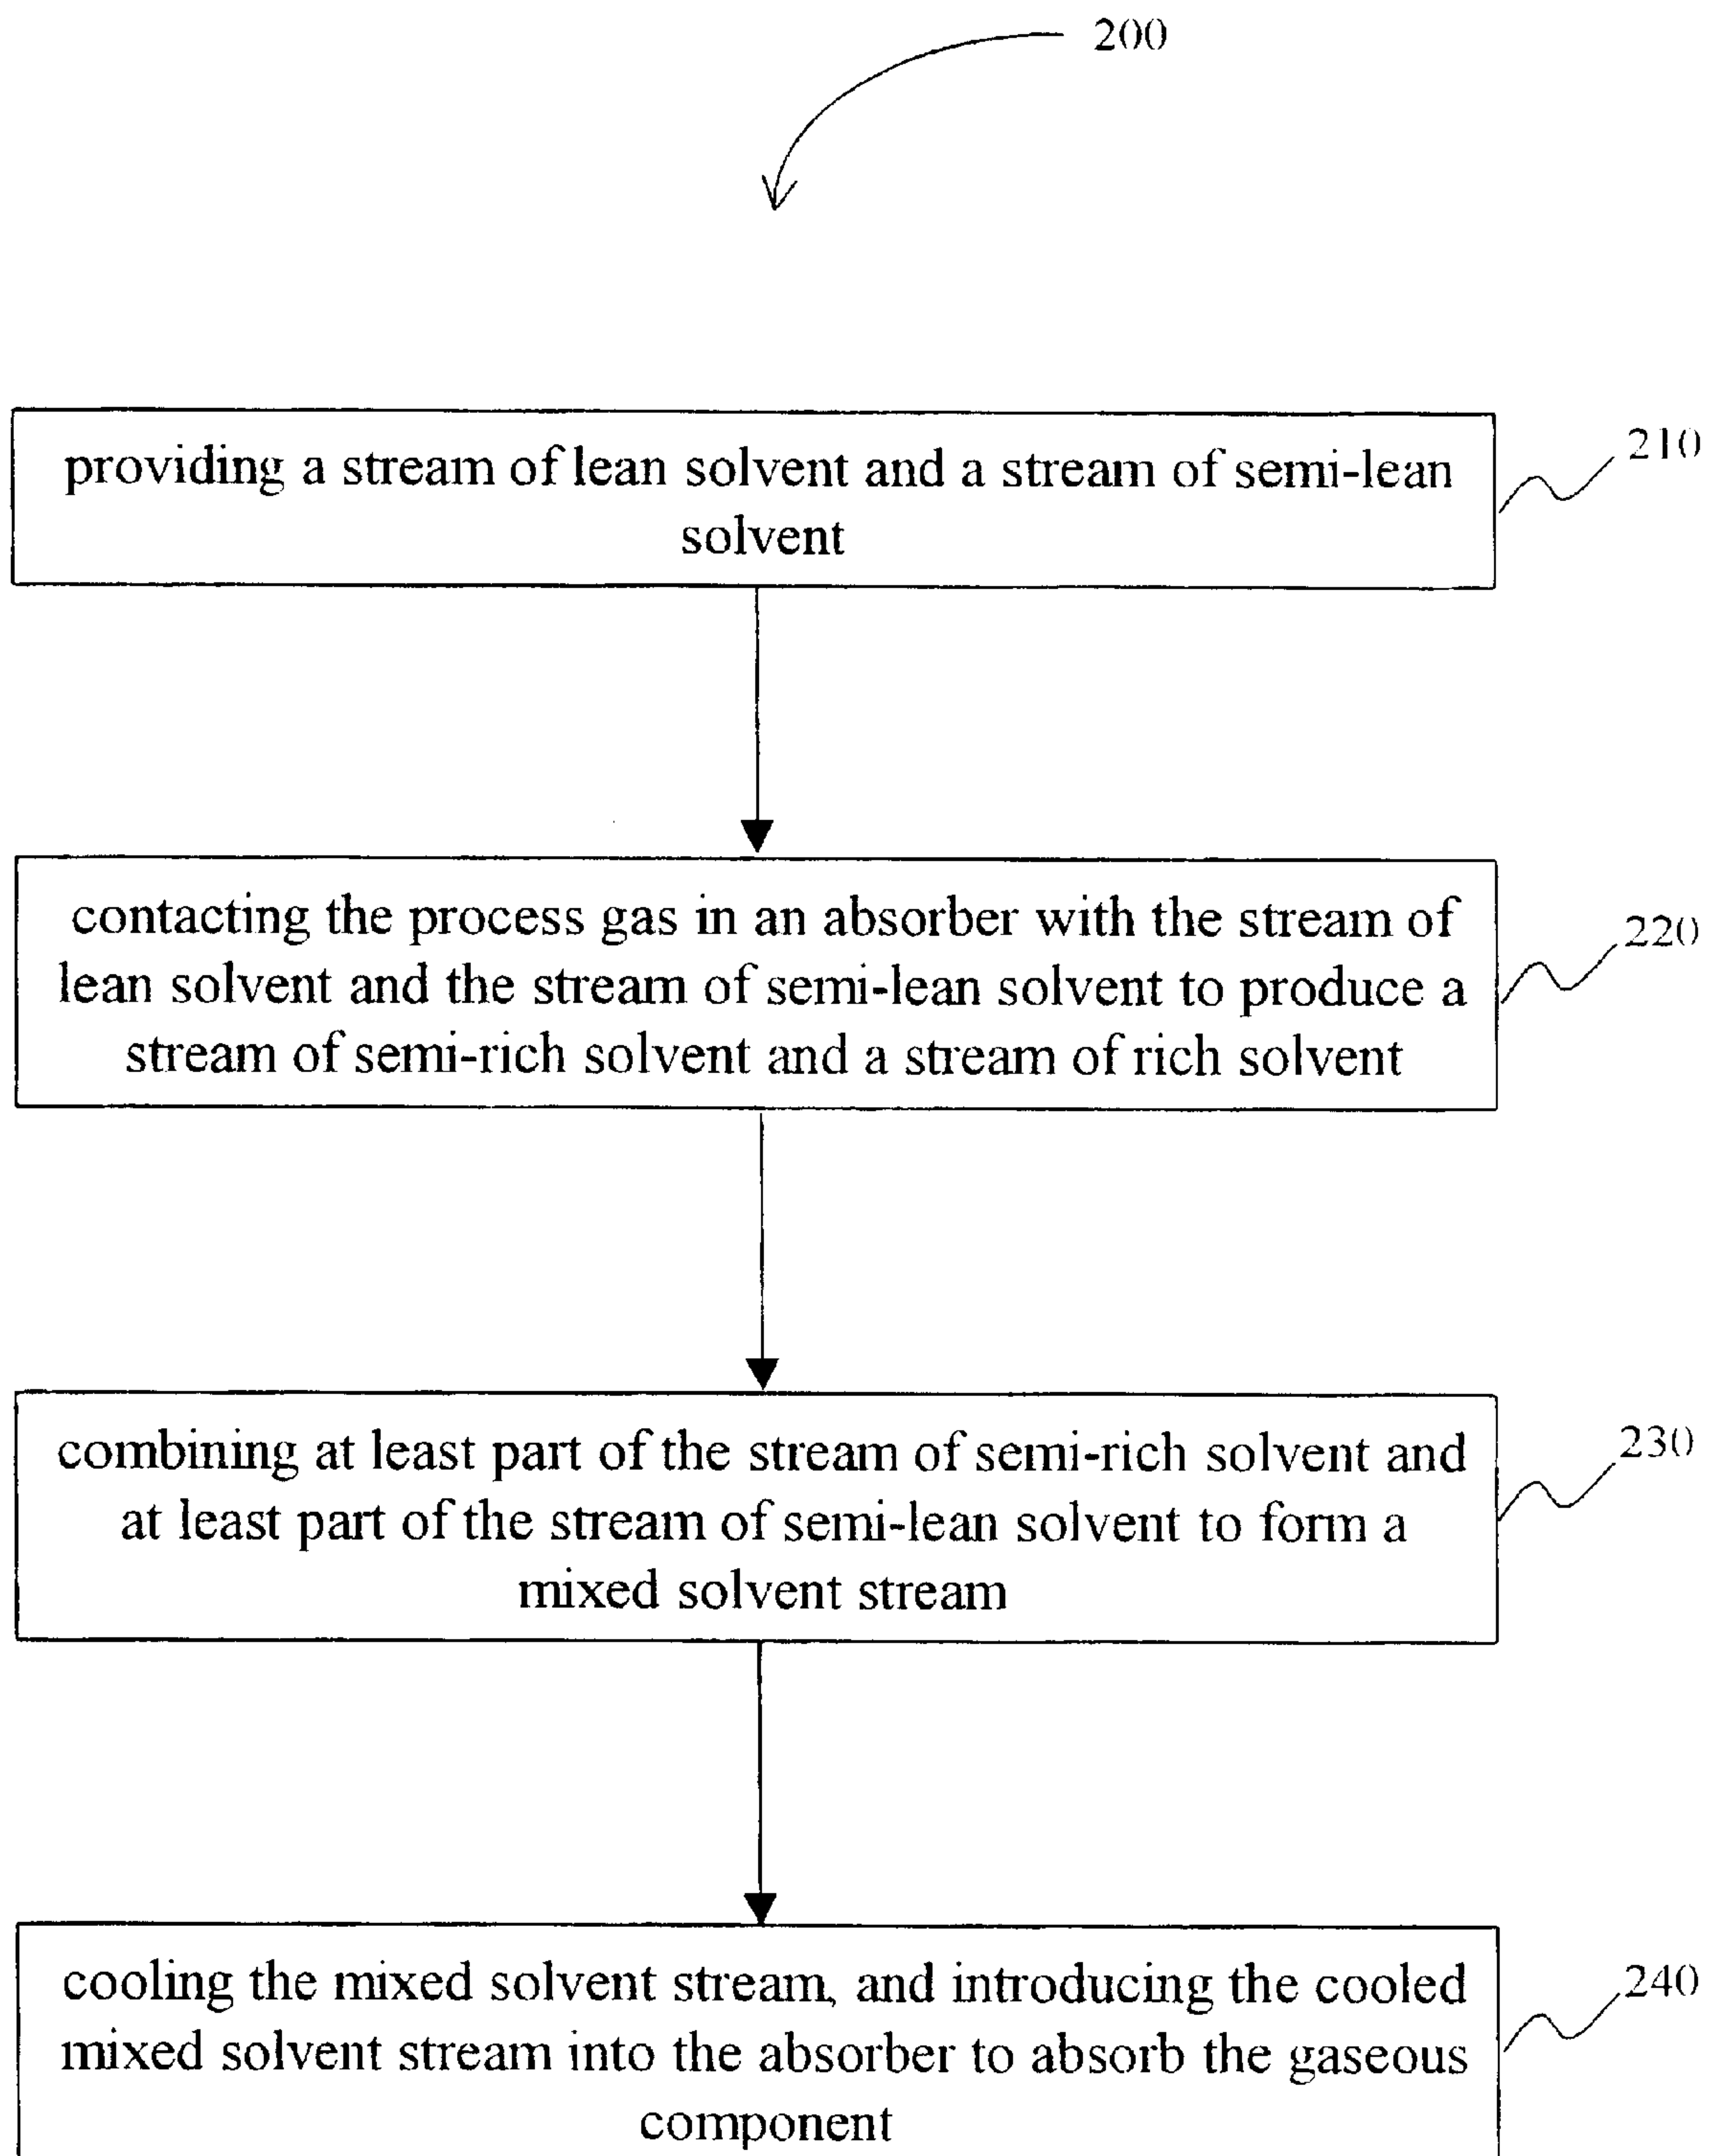 200
providing a stream of lean solvent and a stream of semi-lean
solvent
210
contacting the process gas in an absorber with the stream of
lean solvent and the stream of semi-lean solvent to produce a
stream of semi-rich solvent and a stream of rich solvent
220
combining at least part of the stream of semi-rich solvent and
at least part of the stream of semi-lean solvent to form a
mixed solvent stream
230
cooling the mixed solvent stream, and introducing the cooled
mixed solvent stream into the absorber to absorb the gaseous
component
240